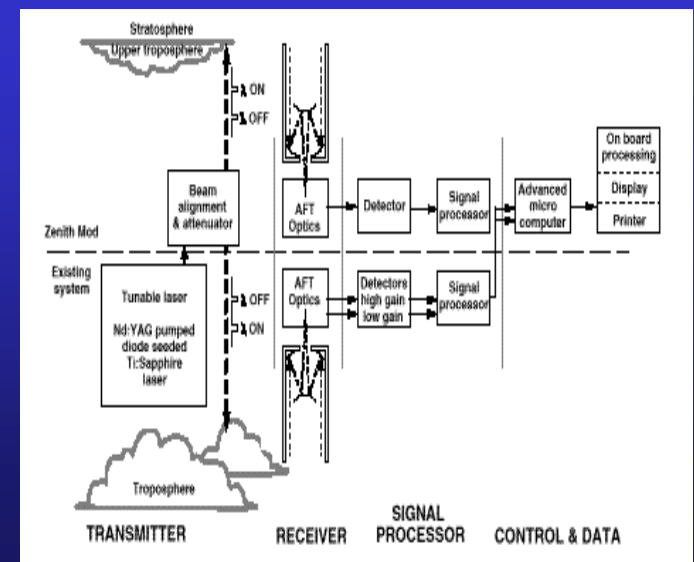 Stratosphere
Upper troposphere
λ ON
λ OFF
Beam
alignment
& attenuator
AFT
Optics
Detector
Signal
processor
Advanced
micro
computer
On board
processing
Display
Printer
Zenith Mod
Existing
system
Tunable laser
Nd:YAG pumped
diode seeded
Ti:Sapphire
laser
λ OFF
λ ON
AFT
Optics
Detectors
high gain
low gain
Signal
processor
Troposphere
TRANSMITTER
RECEIVER
SIGNAL
PROCESSOR
CONTROL & DATA